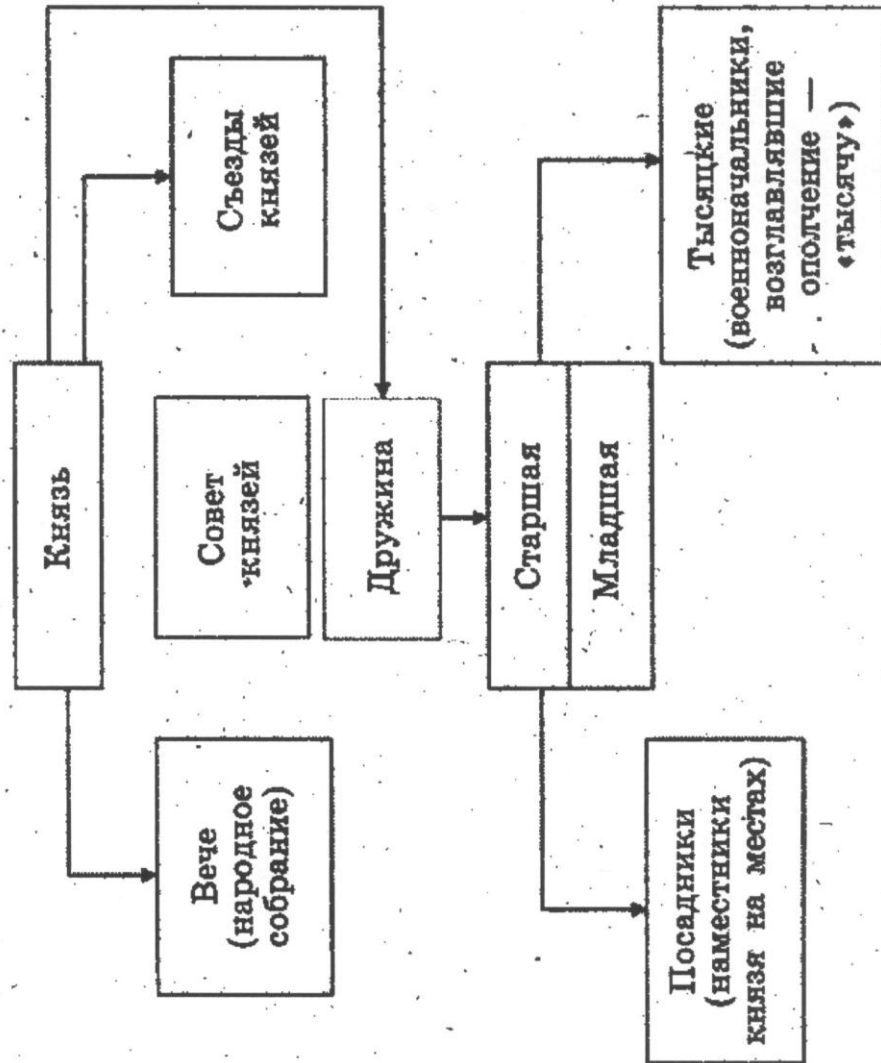 Князь
Вече
(народное
собрание)
Совет
князей
Съезды
князей
Дружина
Старшая
Младшая
Посадники
(наместники
князя на местах)
Тысяцкие
(военноначальники,
возглавлявшие
ополчение —
«тысячу»)